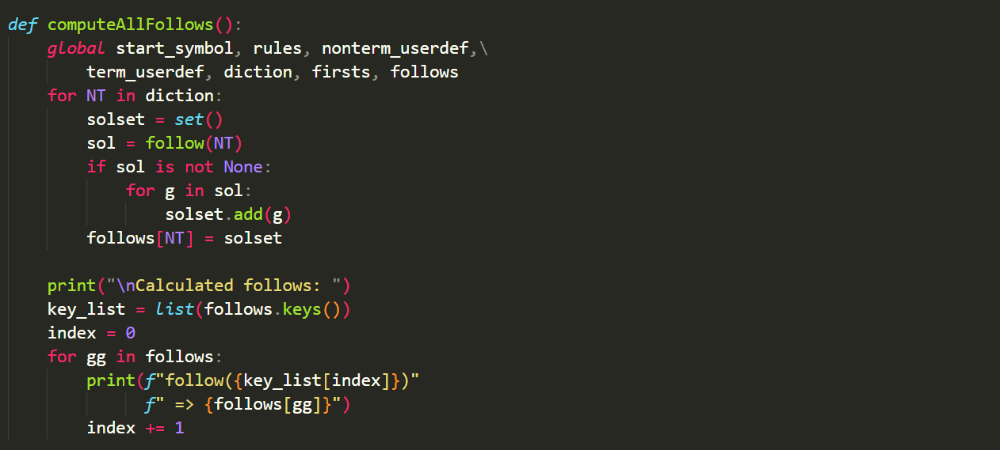 def computeAllFollows():
    global start_symbol, rules, nonterm_userdef,\
        term_userdef, diction, firsts, follows
    for NT in diction:
        solset = set()
        sol = follow(NT)
        if sol is not None:
            for g in sol:
                solset.add(g)
        follows[NT] = solset

    print("\nCalculated follows: ")
    key_list = list(follows.keys())
    index = 0
    for gg in follows:
        print(f"follow({key_list[index]})"
              f" => {follows[gg]}")
        index += 1